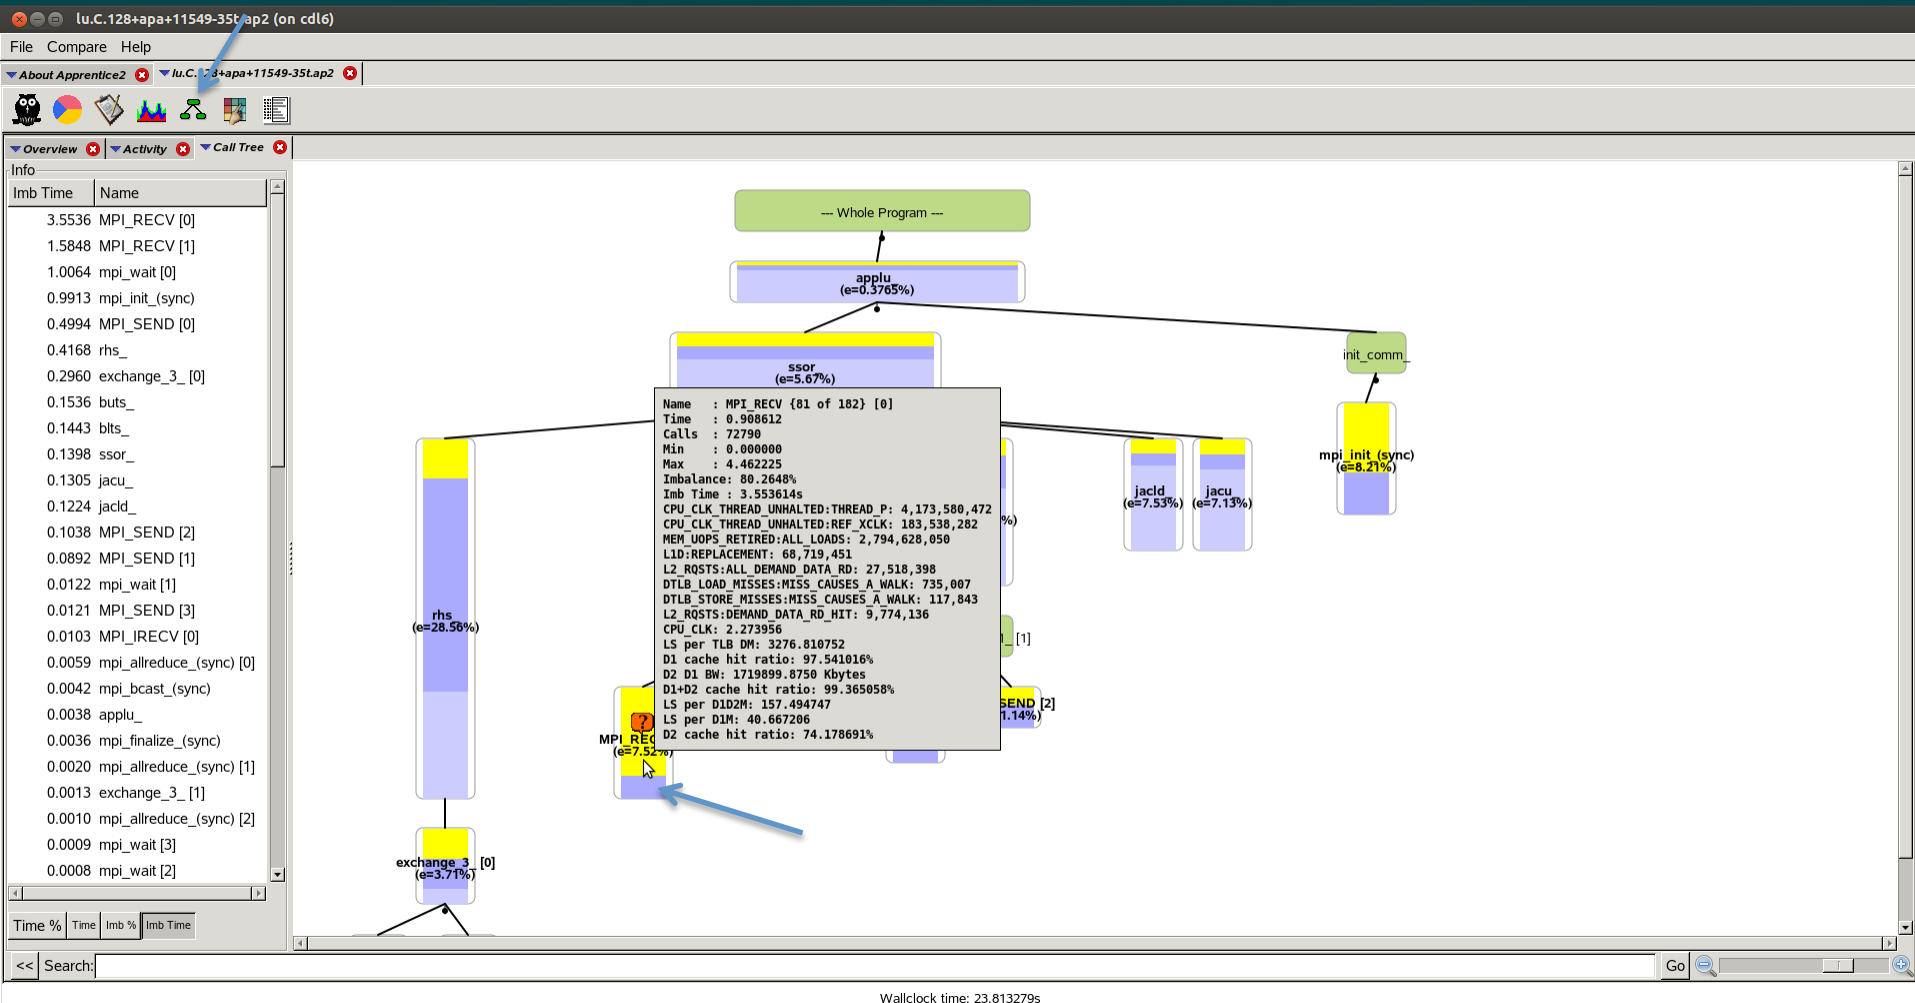 lu.C.128+apa+11549-35t.ap2 (on cdl6)
File Compare Help
About Apprentice2
lu.C.128+apa+11549-35t.ap2
Overview
Activity
Call Tree
Info
Imb Time Name
3.5536 MPI_RECV [0]
1.5848 MPI_RECV [1]
1.0064 mpi_wait [0]
0.9913 mpi_init_(sync)
0.4994 MPI_SEND [0]
0.4168 rhs_
0.2960 exchange_3_ [0]
0.1536 buts_
0.1443 blts_
0.1398 ssor_
0.1305 jacu_
0.1224 jacld_
0.1038 MPI_SEND [2]
0.0892 MPI_SEND [1]
0.0122 mpi_wait [1]
0.0121 MPI_SEND [3]
0.0103 MPI_IRECV [0]
0.0059 mpi_allreduce_(sync) [0]
0.0042 mpi_bcast_(sync)
0.0038 applu_
0.0036 mpi_finalize_(sync)
0.0020 mpi_allreduce_(sync) [1]
0.0013 exchange_3_ [1]
0.0010 mpi_allreduce_(sync) [2]
0.0009 mpi_wait [3]
0.0008 mpi_wait [2]
Time % Time Imb % Imb Time
--- Whole Program ---
applu_
(e=0.3765%)
ssor_
(e=5.67%)
init_comm_
mpi_init_(sync)
(e=8.21%)
rhs_
(e=28.56%)
jacld_
(e=7.53%)
jacu_
(e=7.13%)
%)
Name : MPI_RECV {81 of 182} [0]
Time : 0.908612
Calls : 72790
Min : 0.000000
Max : 4.462225
Imbalance: 80.2648%
Imb Time : 3.553614s
CPU_CLK_THREAD_UNHALTED:THREAD_P: 4,173,580,472
CPU_CLK_THREAD_UNHALTED:REF_XCLK: 183,538,282
MEM_UOPS_RETIRED:ALL_LOADS: 2,794,628,050
L1D:REPLACEMENT: 68,719,451
L2_RQSTS:ALL_DEMAND_DATA_RD: 27,518,398
DTLB_LOAD_MISSES:MISS_CAUSES_A_WALK: 735,007
DTLB_STORE_MISSES:MISS_CAUSES_A_WALK: 117,843
L2_RQSTS:DEMAND_DATA_RD_HIT: 9,774,136
CPU_CLK: 2.273956
LS per TLB DM: 3276.810752
D1 cache hit ratio: 97.541016%
D2 D1 BW: 1719899.8750 Kbytes
D1+D2 cache hit ratio: 99.365058%
LS per D1D2M: 157.494747
LS per D1M: 40.667206
D2 cache hit ratio: 74.178691%
[1]
SEND [2]
1.14%)
?
MPI_REC
(e=7.52%)
exchange_3_ [0]
(e=3.71%)
<< Search: Go
Wallclock time: 23.813279s